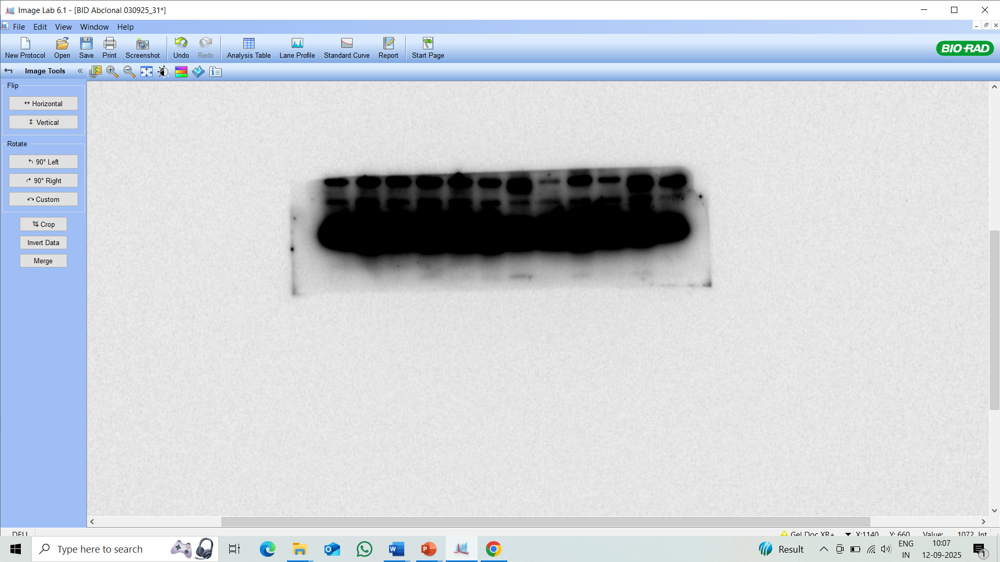 Image Lab 6.1 - [BID Abclonal 030925_31*]
File Edit View Window Help
New Protocol Open Save Print Screenshot Undo Redo Analysis Table Lane Profile Standard Curve Report Start Page
BIO-RAD
Image Tools
Flip
Horizontal
Vertical
Rotate
90° Left
90° Right
Custom
Crop
Invert Data
Merge
Gel Doc XR+ X:1140 Y: 660 Value: 1072 Int
Type here to search
Result
ENG
IN
10:07
12-09-2025
1